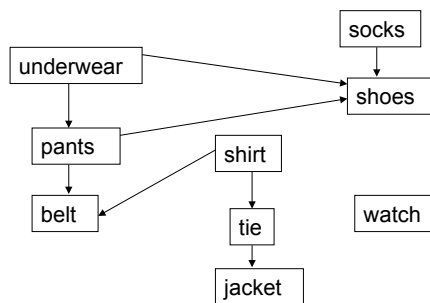 socks
underwear
shoes
pants
shirt
belt
tie
watch
jacket